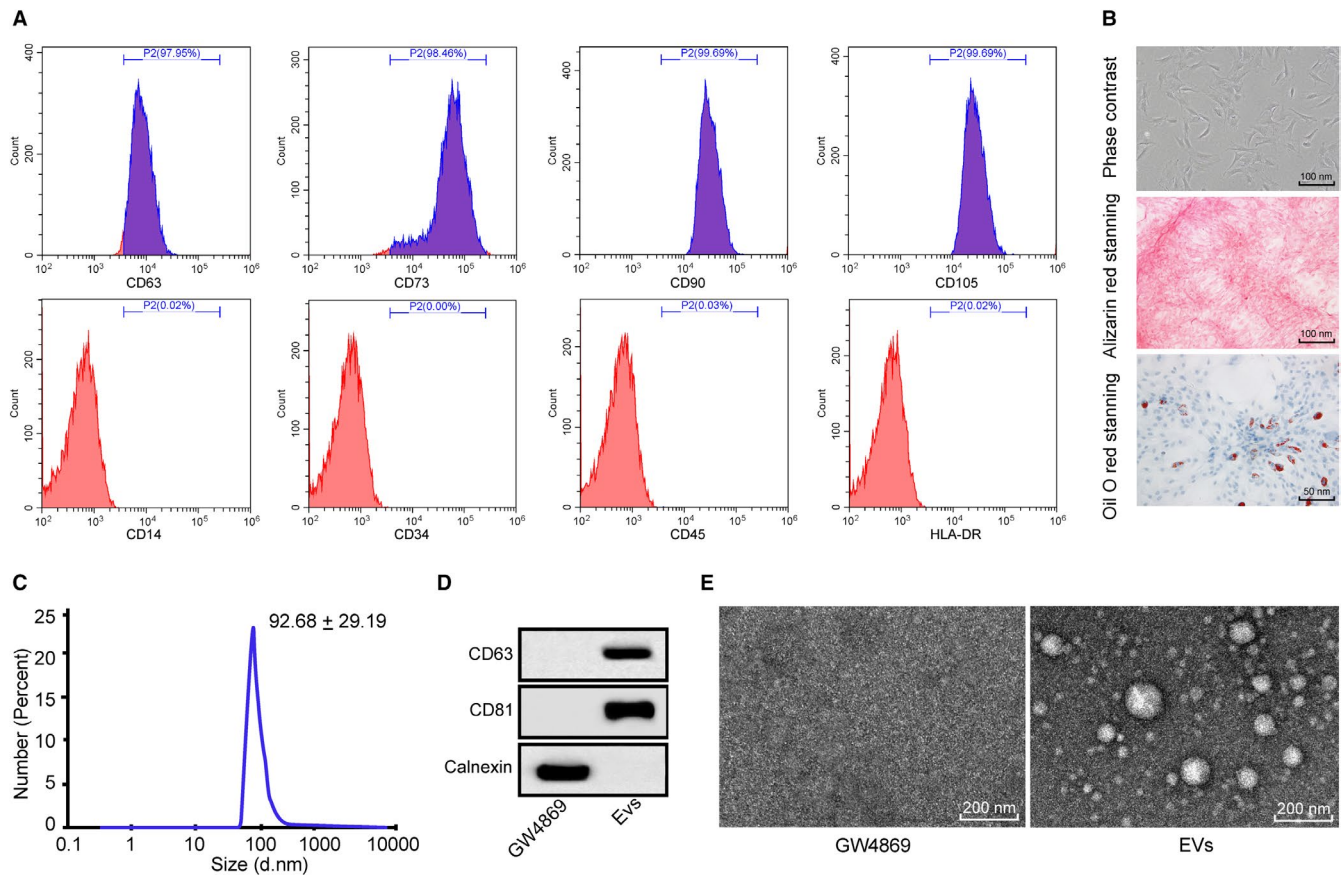 A
P2(97.95%)
400
200
0
Count
10² 10³ 10⁴ 10⁵ 10⁶
CD63
P2(98.46%)
300
200
100
0
Count
10² 10³ 10⁴ 10⁵ 10⁶
CD73
P2(99.69%)
400
200
0
Count
10² 10³ 10⁴ 10⁵ 10⁶
CD90
P2(99.69%)
400
200
0
Count
10² 10³ 10⁴ 10⁵ 10⁶
CD105
P2(0.02%)
200
100
0
Count
10² 10³ 10⁴ 10⁵ 10⁶
CD14
P2(0.00%)
200
100
0
Count
10² 10³ 10⁴ 10⁵ 10⁶
CD34
P2(0.03%)
200
100
0
Count
10² 10³ 10⁴ 10⁵ 10⁶
CD45
P2(0.02%)
200
100
0
Count
10² 10³ 10⁴ 10⁵ 10⁶
HLA-DR
B
Phase contrast
100 nm
Alizarin red stanning
100 nm
Oil O red stanning
50 nm
C
92.68 ± 29.19
25
20
15
10
5
0
Number (Percent)
0.1 1 10 100 1000 10000
Size (d.nm)
D
CD63
CD81
Calnexin
GW4869
Evs
E
200 nm
GW4869
200 nm
EVs